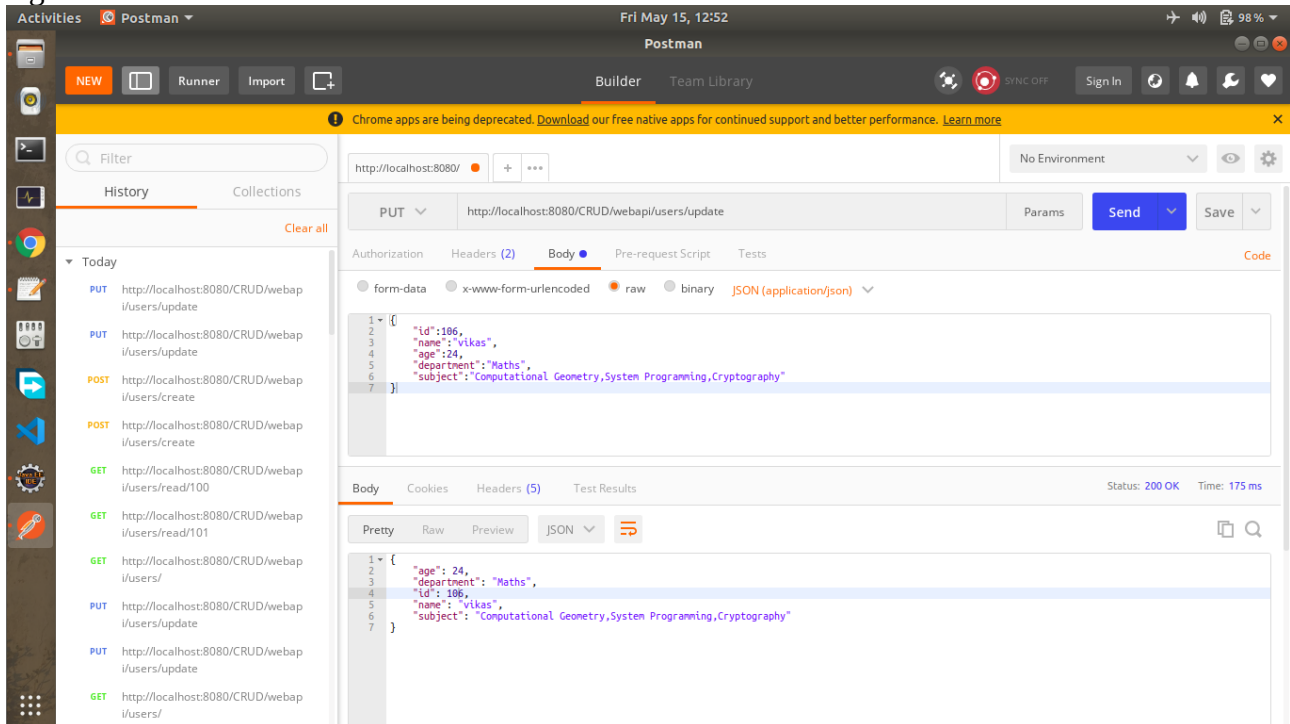 Activities Postman Fri May 15, 12:52 98%
Postman
NEW Runner Import Builder Team Library SYNC OFF Sign In
Chrome apps are being deprecated. Download our free native apps for continued support and better performance. Learn more
Filter
History Collections
Clear all
Today
PUT http://localhost:8080/CRUD/webap
i/users/update
PUT http://localhost:8080/CRUD/webap
i/users/update
POST http://localhost:8080/CRUD/webap
i/users/create
POST http://localhost:8080/CRUD/webap
i/users/create
GET http://localhost:8080/CRUD/webap
i/users/read/100
GET http://localhost:8080/CRUD/webap
i/users/read/101
GET http://localhost:8080/CRUD/webap
i/users/
PUT http://localhost:8080/CRUD/webap
i/users/update
PUT http://localhost:8080/CRUD/webap
i/users/update
GET http://localhost:8080/CRUD/webap
i/users/
http://localhost:8080/ + ••• No Environment
PUT http://localhost:8080/CRUD/webapi/users/update Params Send Save
Authorization Headers (2) Body Pre-request Script Tests Code
form-data x-www-form-urlencoded raw binary JSON (application/json)
1 {
2 "id":106,
3 "name":"vikas",
4 "age":24,
5 "department":"Maths",
6 "subject":"Computational Geometry,System Programming,Cryptography"
7 }
Body Cookies Headers (5) Test Results Status: 200 OK Time: 175 ms
Pretty Raw Preview JSON
1 {
2 "age": 24,
3 "department": "Maths",
4 "id": 106,
5 "name": "vikas",
6 "subject": "Computational Geometry,System Programming,Cryptography"
7 }